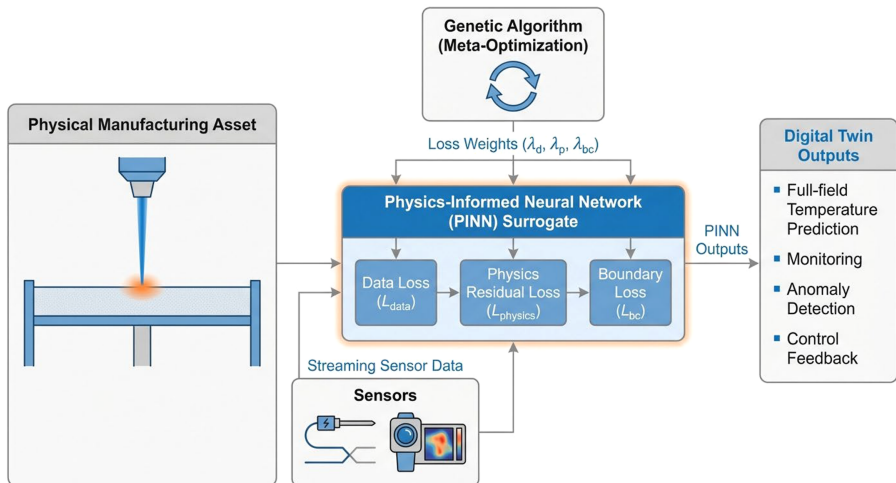 Genetic Algorithm
(Meta-Optimization)
Loss Weights (λd, λp, λbc)
Physical Manufacturing Asset
Physics-Informed Neural Network
(PINN) Surrogate
Data Loss
(Ldata)
Physics
Residual Loss
(Lphysics)
Boundary
Loss
(Lbc)
Streaming Sensor Data
Sensors
PINN
Outputs
Digital Twin
Outputs
▪ Full-field
Temperature
Prediction
▪ Monitoring
▪ Anomaly
Detection
▪ Control
Feedback